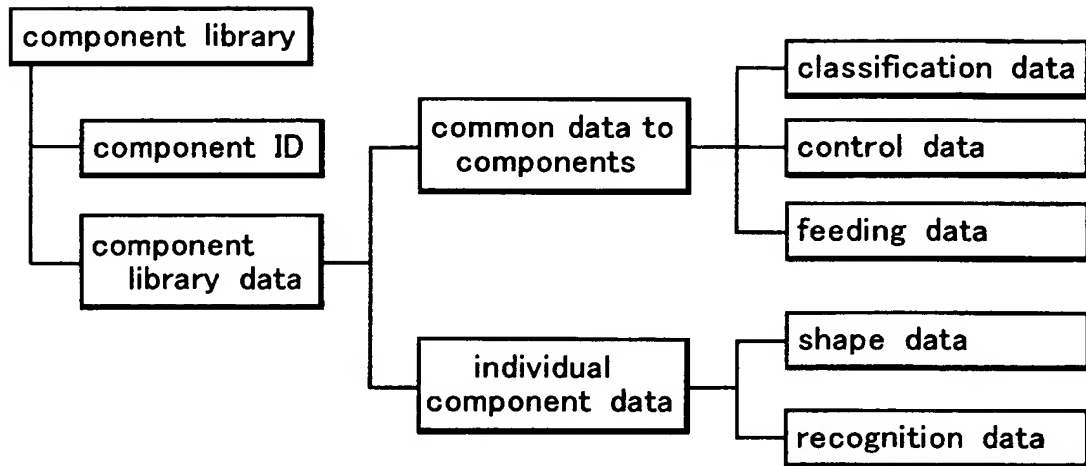 component library
component ID
component
library data
common data to
components
individual
component data
classification data
control data
feeding data
shape data
recognition data